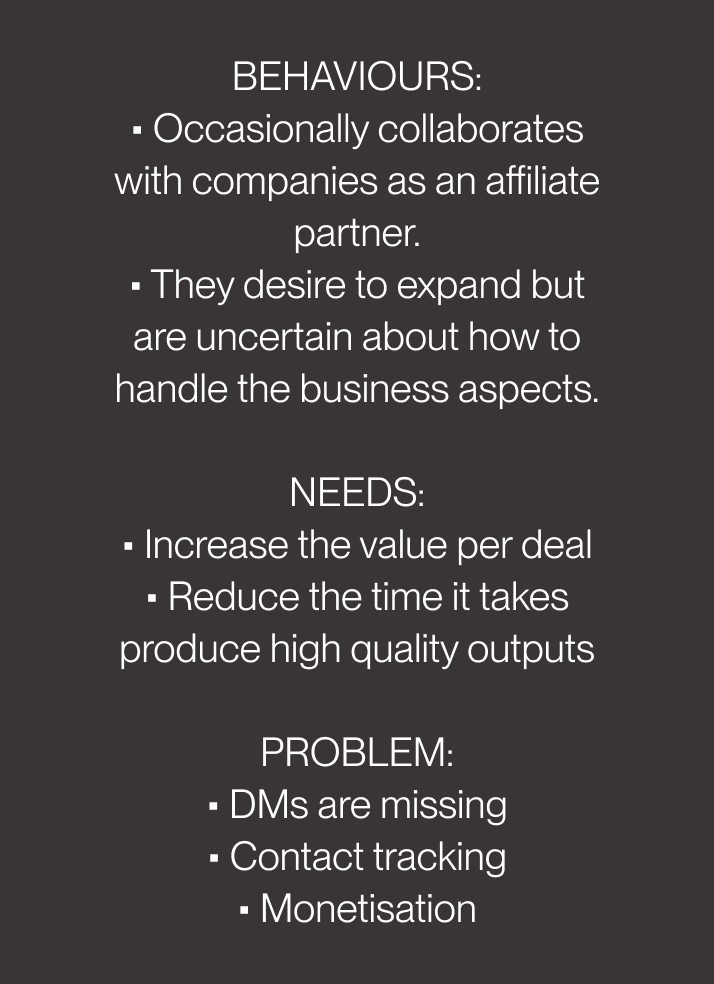 BEHAVIOURS:
▪ Occasionally collaborates
with companies as an affiliate
partner.
▪ They desire to expand but
are uncertain about how to
handle the business aspects.
NEEDS:
▪ Increase the value per deal
▪ Reduce the time it takes
produce high quality outputs
PROBLEM:
▪ DMs are missing
▪ Contact tracking
▪ Monetisation